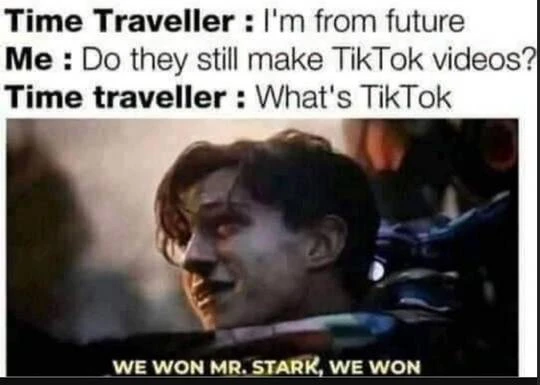 Time Traveller : I'm from future
Me : Do they still make TikTok videos?
Time traveller : What's TikTok
WE WON MR. STARK, WE WON